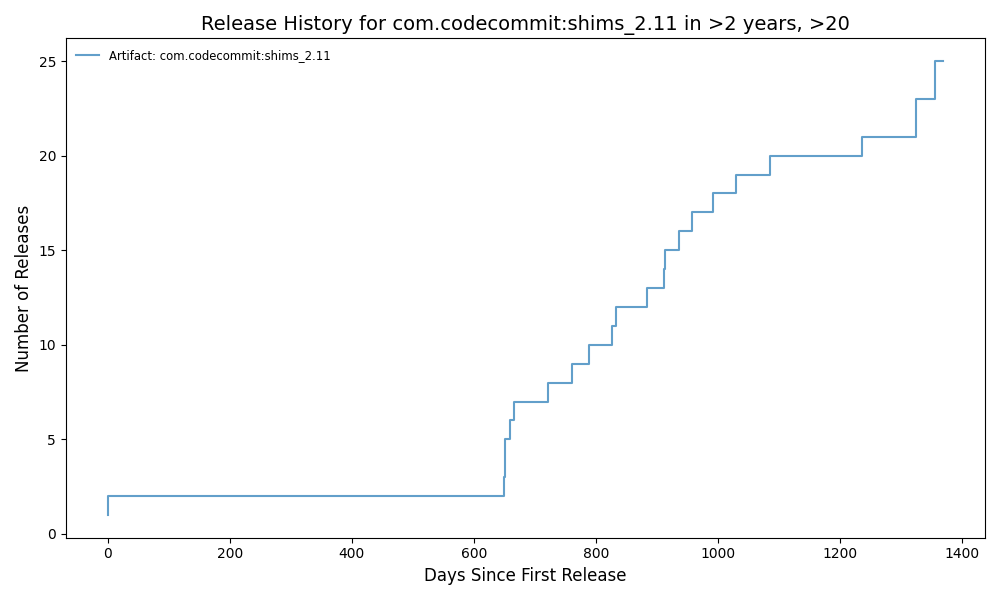 Release History for com.codecommit:shims_2.11 in >2 years, >20
Artifact: com.codecommit:shims_2.11
Number of Releases
25
20
15
10
5
0
0 200 400 600 800 1000 1200 1400
Days Since First Release